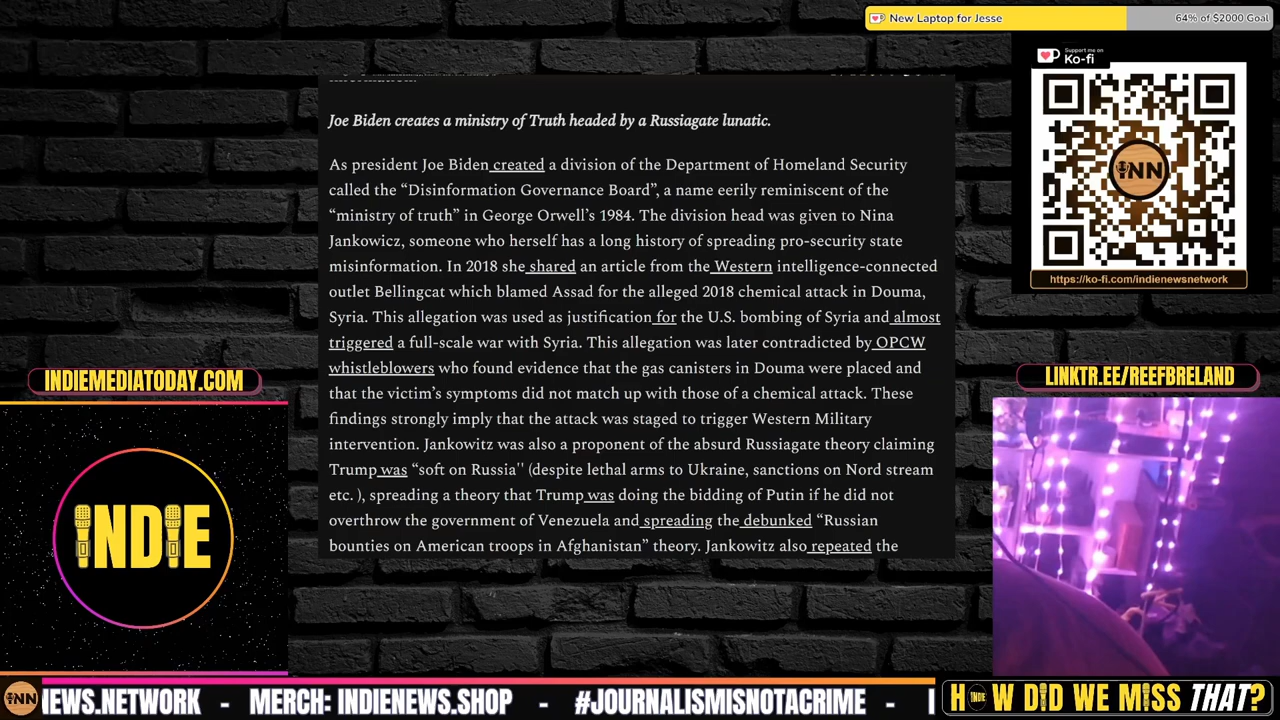 New Laptop for Jesse
64% of $2000 Goal
Support me on
Ko-fi
INN
https://ko-fi.com/indienewsnetwork
Joe Biden creates a ministry of Truth headed by a Russiagate lunatic.
As president Joe Biden created a division of the Department of Homeland Security
called the “Disinformation Governance Board”, a name eerily reminiscent of the
“ministry of truth” in George Orwell’s 1984. The division head was given to Nina
Jankowicz, someone who herself has a long history of spreading pro-security state
misinformation. In 2018 she shared an article from the Western intelligence-connected
outlet Bellingcat which blamed Assad for the alleged 2018 chemical attack in Douma,
Syria. This allegation was used as justification for the U.S. bombing of Syria and almost
triggered a full-scale war with Syria. This allegation was later contradicted by OPCW
whistleblowers who found evidence that the gas canisters in Douma were placed and
that the victim’s symptoms did not match up with those of a chemical attack. These
findings strongly imply that the attack was staged to trigger Western Military
intervention. Jankowitz was also a proponent of the absurd Russiagate theory claiming
Trump was “soft on Russia'' (despite lethal arms to Ukraine, sanctions on Nord stream
etc. ), spreading a theory that Trump was doing the bidding of Putin if he did not
overthrow the government of Venezuela and spreading the debunked “Russian
bounties on American troops in Afghanistan” theory. Jankowitz also repeated the
INDIEMEDIATODAY.COM
INDIE
LINKTR.EE/REEFBRELAND
INN
NEWS.NETWORK - MERCH: INDIENEWS.SHOP - #JOURNALISMISNOTACRIME -
HOW DID WE MISS THAT?